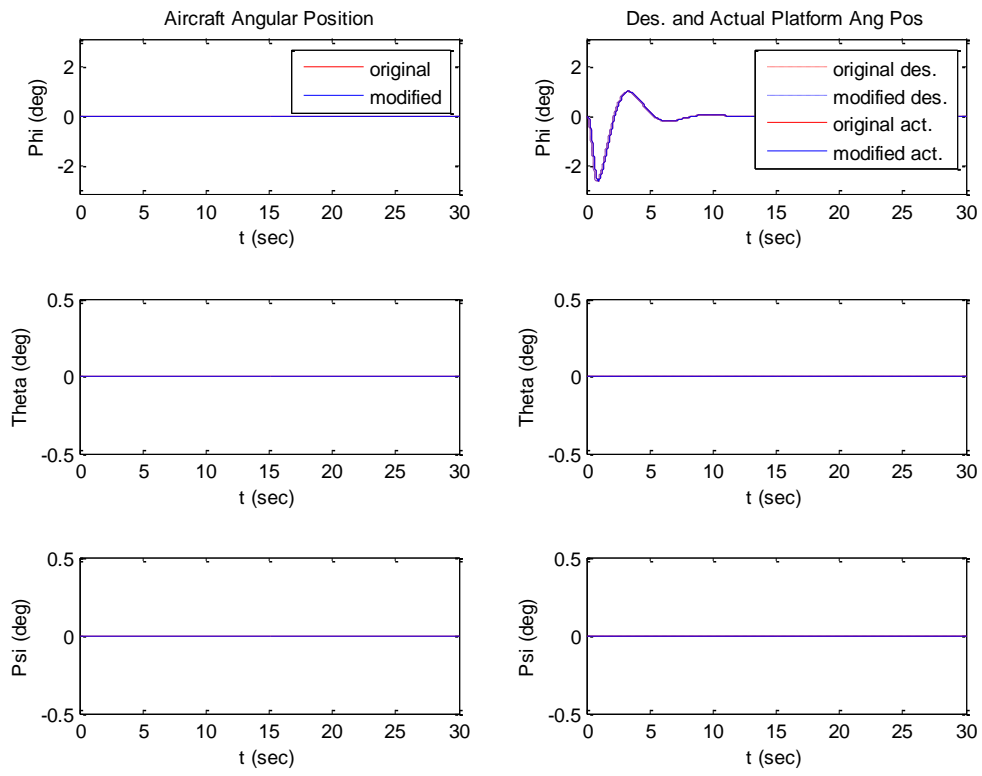 Aircraft Angular Position
Des. and Actual Platform Ang Pos
2
0
-2
Phi (deg)
original
modified
0 5 10 15 20 25 30
t (sec)
2
0
-2
Phi (deg)
original des.
modified des.
original act.
modified act.
0 5 10 15 20 25 30
t (sec)
0.5
0
-0.5
Theta (deg)
0 5 10 15 20 25 30
t (sec)
0.5
0
-0.5
Theta (deg)
0 5 10 15 20 25 30
t (sec)
0.5
0
-0.5
Psi (deg)
0 5 10 15 20 25 30
t (sec)
0.5
0
-0.5
Psi (deg)
0 5 10 15 20 25 30
t (sec)